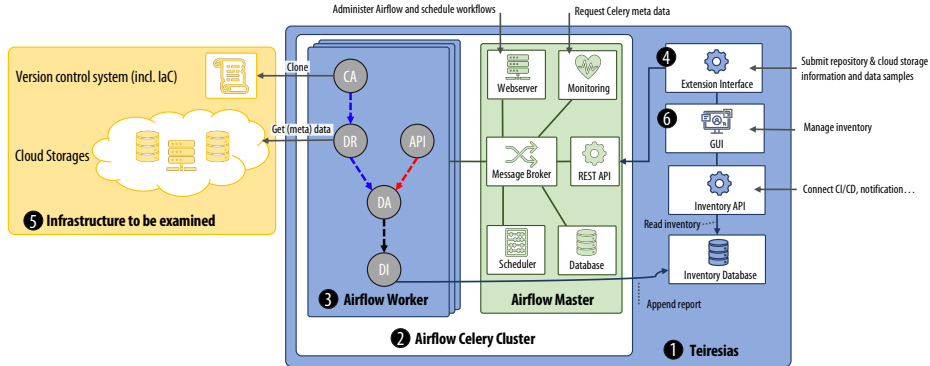 Administer Airflow and schedule workflows
Request Celery meta data
Version control system (incl. IaC)
Clone
CA
Webserver
Monitoring
4
Extension Interface
Submit repository & cloud storage
information and data samples
6
GUI
Manage inventory
Get (meta) data
Cloud Storages
DR
API
Message Broker
REST API
Inventory API
Connect CI/CD, notification…
DA
Read inventory
5 Infrastructure to be examined
DI
Scheduler
Database
Inventory Database
3 Airflow Worker
Airflow Master
Append report
2 Airflow Celery Cluster
1 Teiresias